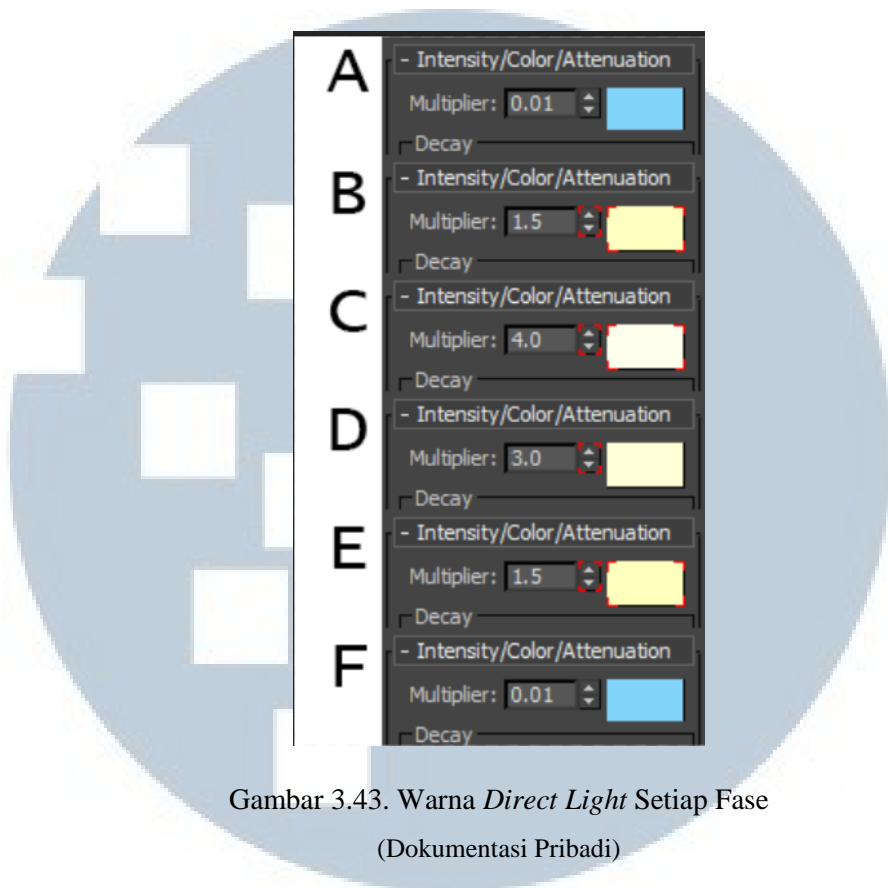 A
- Intensity/Color/Attenuation
Multiplier: 0.01
Decay
B
- Intensity/Color/Attenuation
Multiplier: 1.5
Decay
C
- Intensity/Color/Attenuation
Multiplier: 4.0
Decay
D
- Intensity/Color/Attenuation
Multiplier: 3.0
Decay
E
- Intensity/Color/Attenuation
Multiplier: 1.5
Decay
F
- Intensity/Color/Attenuation
Multiplier: 0.01
Decay
Gambar 3.43. Warna Direct Light Setiap Fase
(Dokumentasi Pribadi)